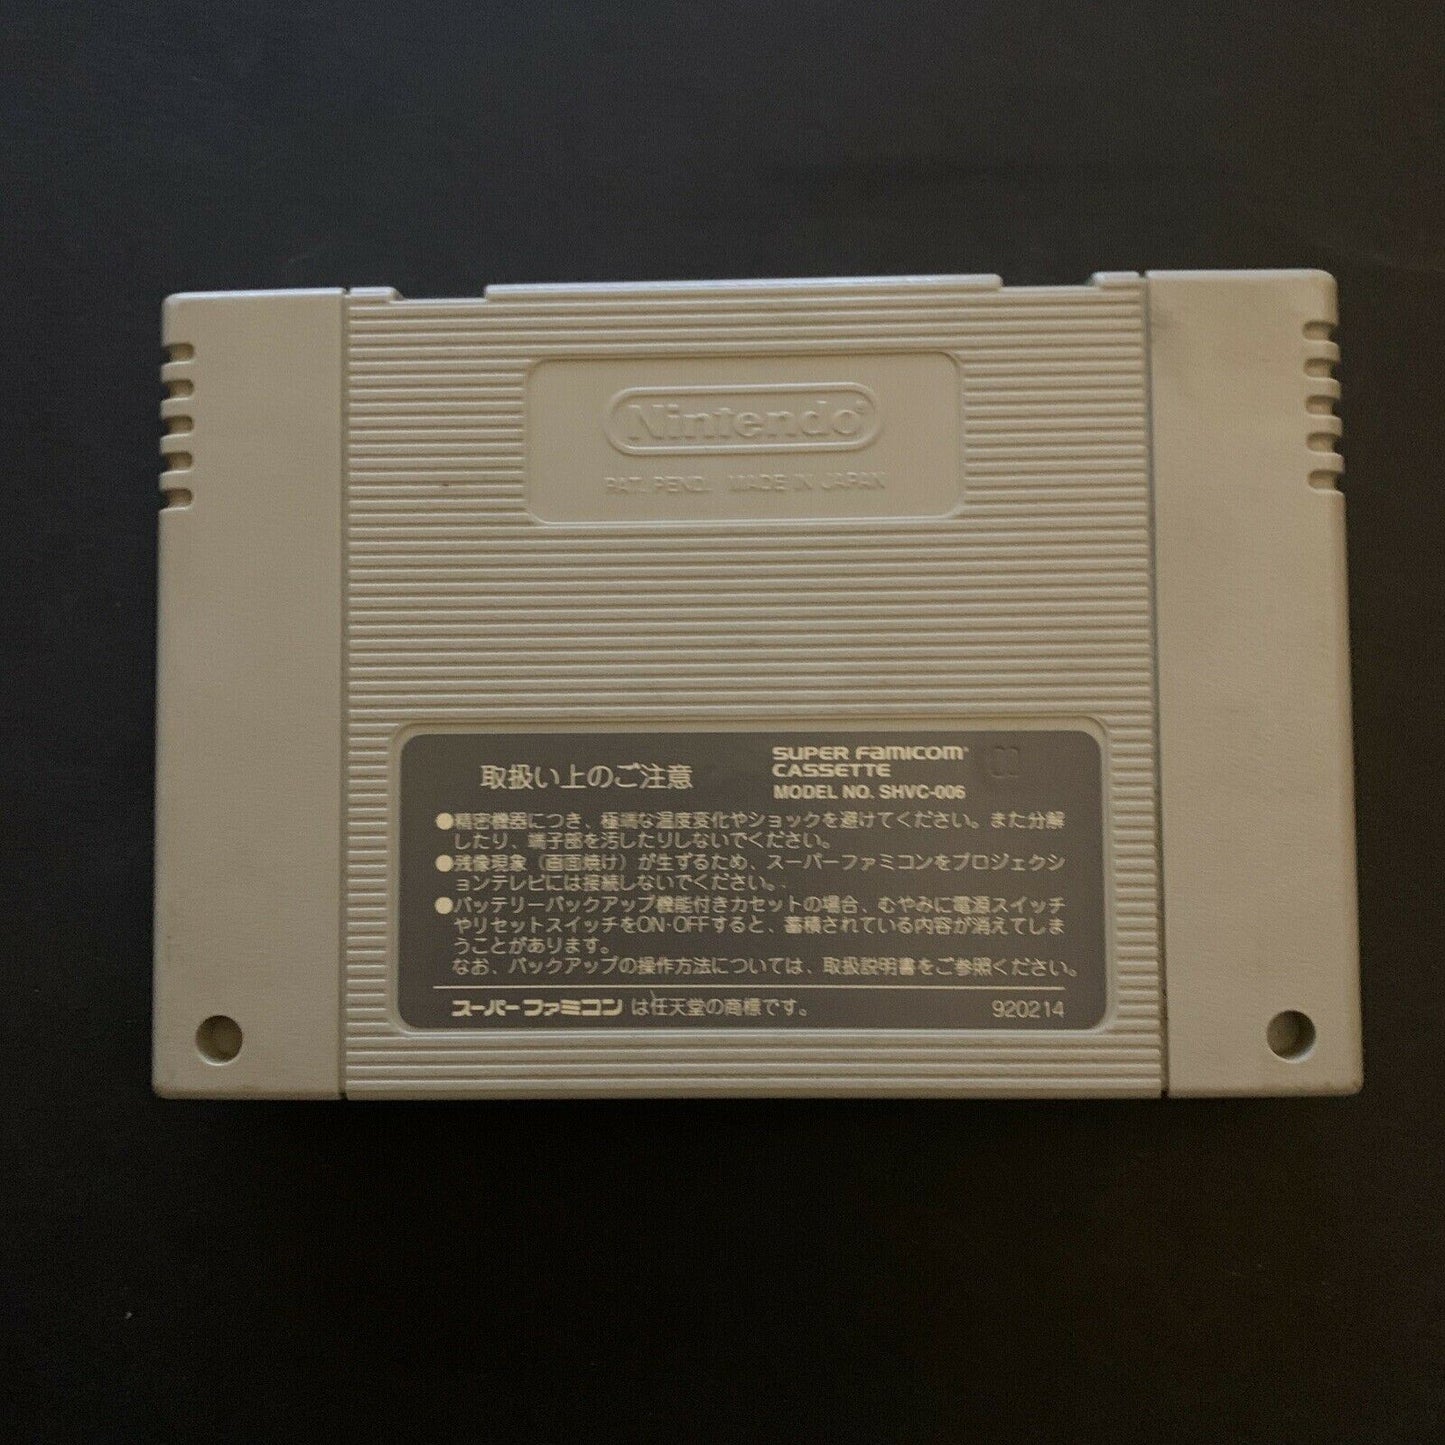 Nintendo®
PAT. PEND. MADE IN JAPAN
取扱い上のご注意
SUPER FAMICOM®
CASSETTE
MODEL NO. SHVC-006
●精密機器につき、極端な温度変化やショックを避けてください。また分解
したり、端子部を汚したりしないでください。
●残像現象（画面焼け）が生ずるため、スーパーファミコンをプロジェクシ
ョンテレビには接続しないでください。
●バッテリーバックアップ機能付きカセットの場合、むやみに電源スイッチ
やリセットスイッチをON・OFFすると、蓄積されている内容が消えてしま
うことがあります。
なお、バックアップの操作方法については、取扱説明書をご参照ください。
スーパーファミコン は任天堂の商標です。
920214